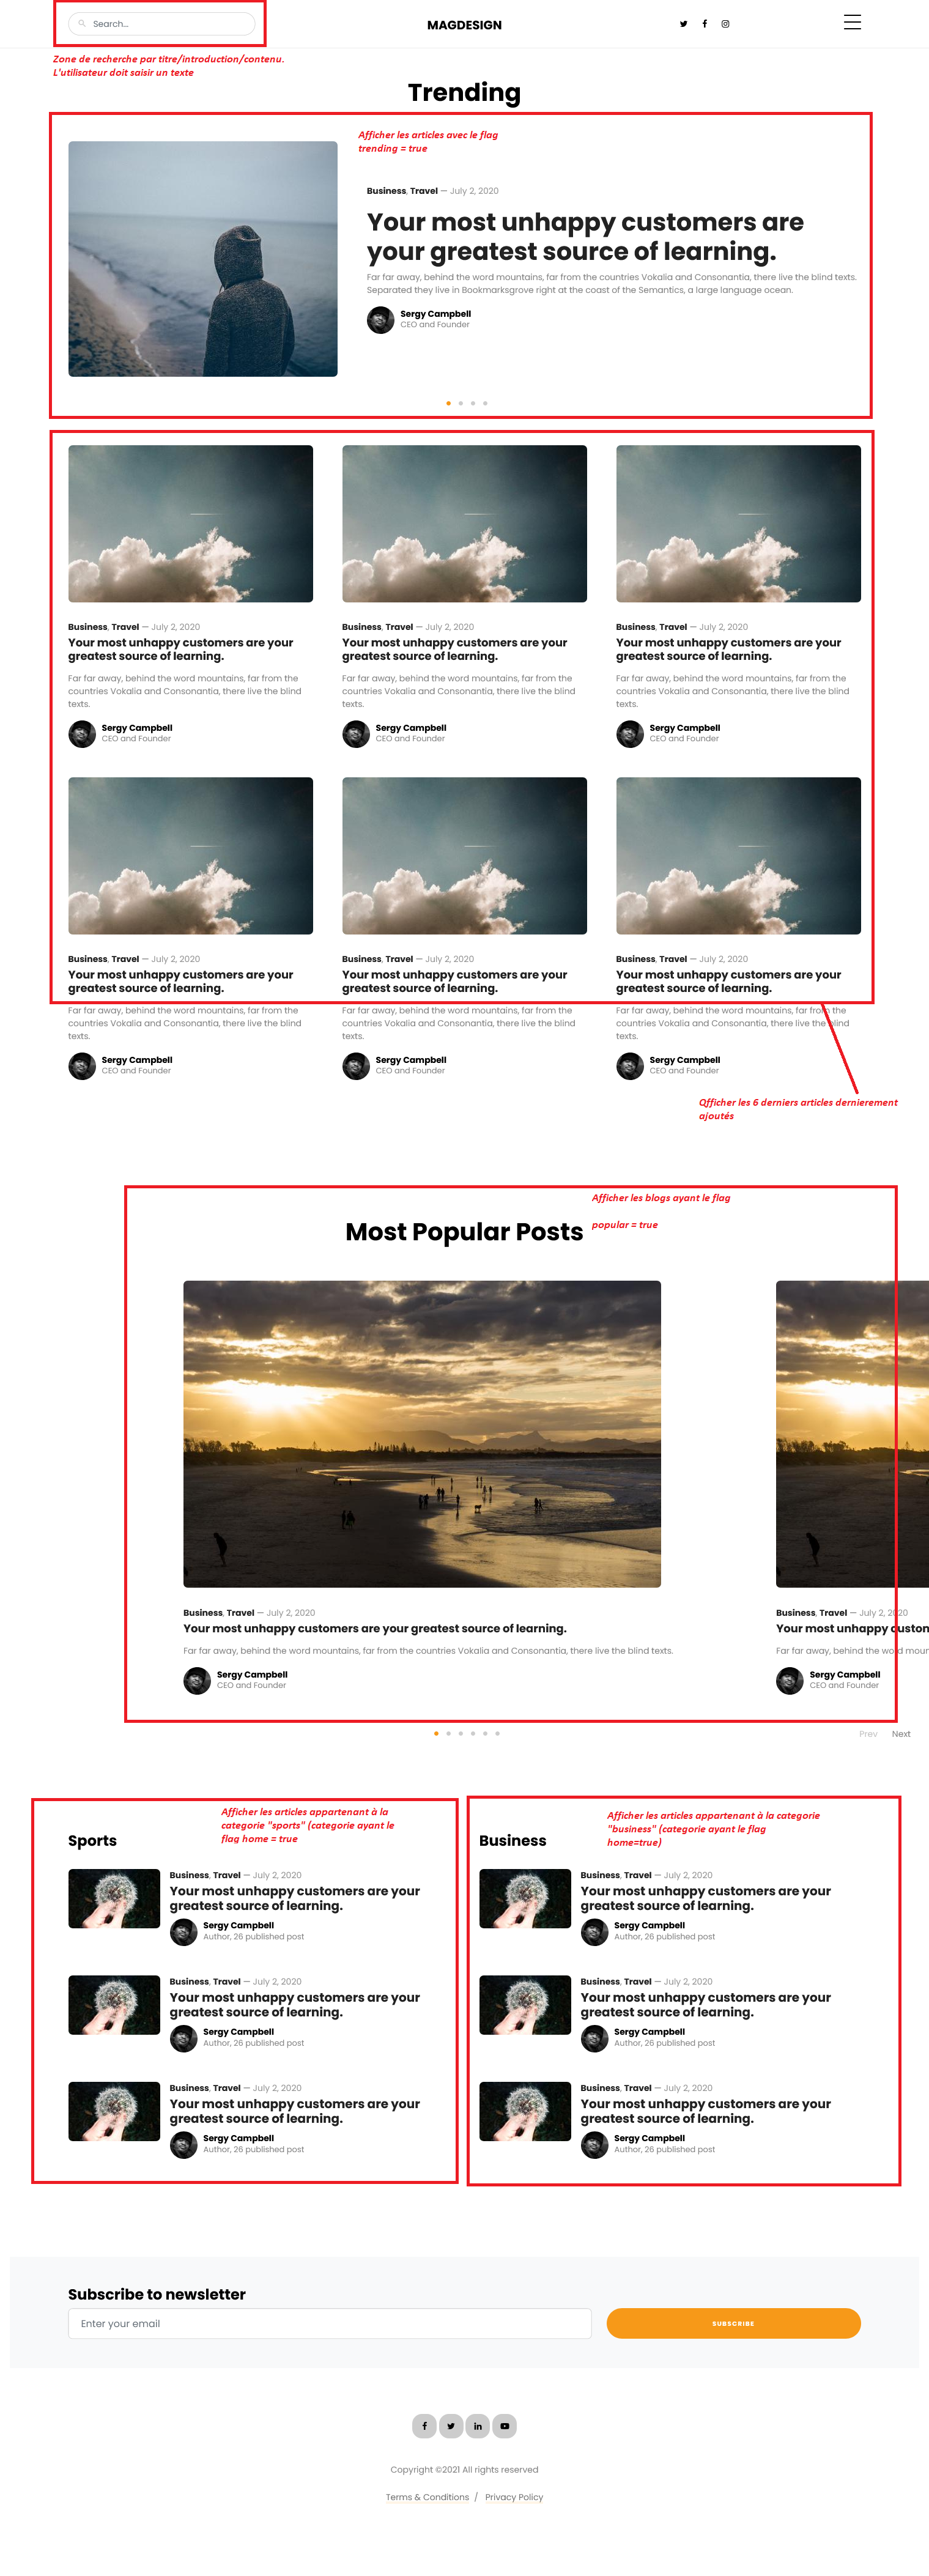 Search...
MAGDESIGN
Zone de recherche par titre/introduction/contenu.
L'utilisateur doit saisir un texte
Trending
Afficher les articles avec le flag
trending = true
Business, Travel — July 2, 2020
Your most unhappy customers are
your greatest source of learning.
Far far away, behind the word mountains, far from the countries Vokalia and Consonantia, there live the blind texts.
Separated they live in Bookmarksgrove right at the coast of the Semantics, a large language ocean.
Sergy Campbell
CEO and Founder
Business, Travel — July 2, 2020
Your most unhappy customers are your
greatest source of learning.
Far far away, behind the word mountains, far from the
countries Vokalia and Consonantia, there live the blind
texts.
Sergy Campbell
CEO and Founder
Business, Travel — July 2, 2020
Your most unhappy customers are your
greatest source of learning.
Far far away, behind the word mountains, far from the
countries Vokalia and Consonantia, there live the blind
texts.
Sergy Campbell
CEO and Founder
Business, Travel — July 2, 2020
Your most unhappy customers are your
greatest source of learning.
Far far away, behind the word mountains, far from the
countries Vokalia and Consonantia, there live the blind
texts.
Sergy Campbell
CEO and Founder
Business, Travel — July 2, 2020
Your most unhappy customers are your
greatest source of learning.
Far far away, behind the word mountains, far from the
countries Vokalia and Consonantia, there live the blind
texts.
Sergy Campbell
CEO and Founder
Business, Travel — July 2, 2020
Your most unhappy customers are your
greatest source of learning.
Far far away, behind the word mountains, far from the
countries Vokalia and Consonantia, there live the blind
texts.
Sergy Campbell
CEO and Founder
Business, Travel — July 2, 2020
Your most unhappy customers are your
greatest source of learning.
Far far away, behind the word mountains, far from the
countries Vokalia and Consonantia, there live the blind
texts.
Sergy Campbell
CEO and Founder
Qfficher les 6 derniers articles dernierement
ajoutés
Afficher les blogs ayant le flag
popular = true
Most Popular Posts
Business, Travel — July 2, 2020
Your most unhappy customers are your greatest source of learning.
Far far away, behind the word mountains, far from the countries Vokalia and Consonantia, there live the blind texts.
Sergy Campbell
CEO and Founder
Business, Travel — July 2, 2020
Your most unhappy custom
Far far away, behind the word moun
Sergy Campbell
CEO and Founder
Prev Next
Afficher les articles appartenant à la
categorie "sports" (categorie ayant le
flag home = true
Sports
Business, Travel — July 2, 2020
Your most unhappy customers are your
greatest source of learning.
Sergy Campbell
Author, 26 published post
Business, Travel — July 2, 2020
Your most unhappy customers are your
greatest source of learning.
Sergy Campbell
Author, 26 published post
Business, Travel — July 2, 2020
Your most unhappy customers are your
greatest source of learning.
Sergy Campbell
Author, 26 published post
Afficher les articles appartenant à la categorie
"business" (categorie ayant le flag
home=true)
Business
Business, Travel — July 2, 2020
Your most unhappy customers are your
greatest source of learning.
Sergy Campbell
Author, 26 published post
Business, Travel — July 2, 2020
Your most unhappy customers are your
greatest source of learning.
Sergy Campbell
Author, 26 published post
Business, Travel — July 2, 2020
Your most unhappy customers are your
greatest source of learning.
Sergy Campbell
Author, 26 published post
Subscribe to newsletter
Enter your email
SUBSCRIBE
Copyright ©2021 All rights reserved
Terms & Conditions / Privacy Policy